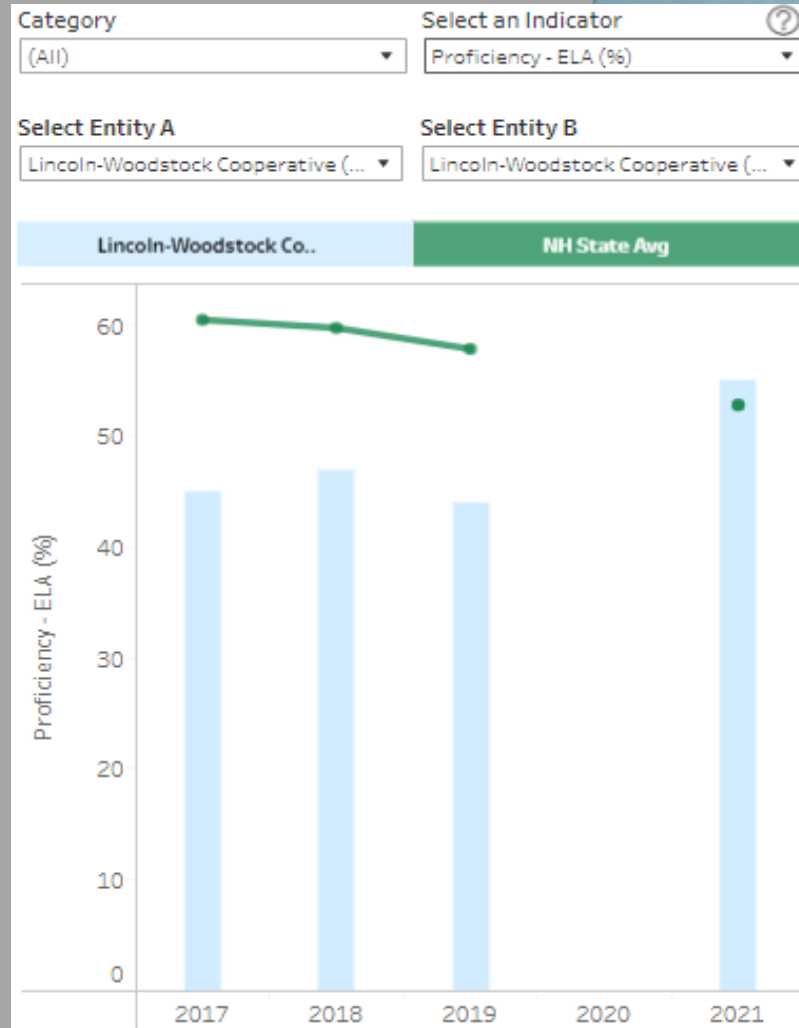 Category Select an Indicator ?
(All) Proficiency - ELA (%)
Select Entity A Select Entity B
Lincoln-Woodstock Cooperative (... Lincoln-Woodstock Cooperative (...
Lincoln-Woodstock Co.. NH State Avg
Proficiency - ELA (%)
60
50
40
30
20
10
0
2017 2018 2019 2020 2021